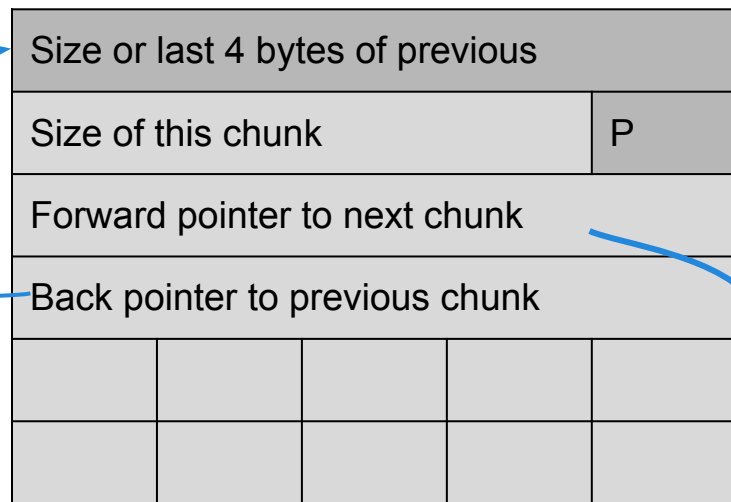 Size or last 4 bytes of previous
Size of this chunk P
Forward pointer to next chunk
Back pointer to previous chunk